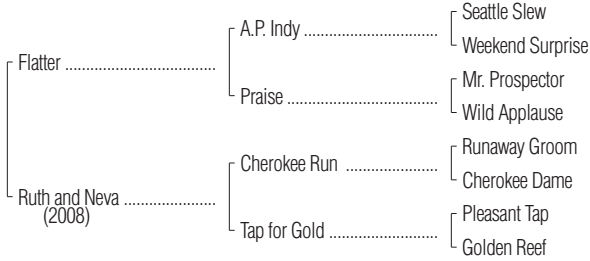 Seattle Slew
A.P. Indy ..............................
Weekend Surprise
Flatter ..................................
Mr. Prospector
Praise ..................................
Wild Applause
Runaway Groom
Cherokee Run .....................
Cherokee Dame
Ruth and Neva .....................
(2008)
Pleasant Tap
Tap for Gold .........................
Golden Reef